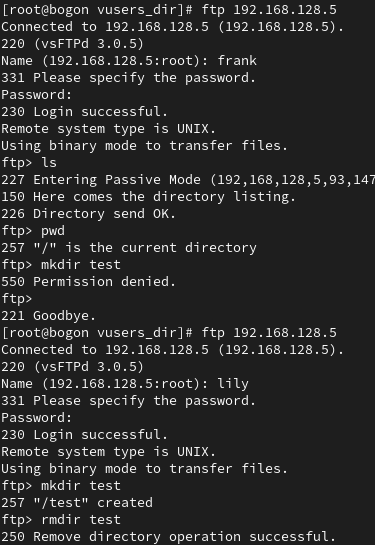 [root@bogon vusers_dir]# ftp 192.168.128.5
Connected to 192.168.128.5 (192.168.128.5).
220 (vsFTPd 3.0.5)
Name (192.168.128.5:root): frank
331 Please specify the password.
Password:
230 Login successful.
Remote system type is UNIX.
Using binary mode to transfer files.
ftp> ls
227 Entering Passive Mode (192,168,128,5,93,147
150 Here comes the directory listing.
226 Directory send OK.
ftp> pwd
257 "/" is the current directory
ftp> mkdir test
550 Permission denied.
ftp>
221 Goodbye.
[root@bogon vusers_dir]# ftp 192.168.128.5
Connected to 192.168.128.5 (192.168.128.5).
220 (vsFTPd 3.0.5)
Name (192.168.128.5:root): lily
331 Please specify the password.
Password:
230 Login successful.
Remote system type is UNIX.
Using binary mode to transfer files.
ftp> mkdir test
257 "/test" created
ftp> rmdir test
250 Remove directory operation successful.